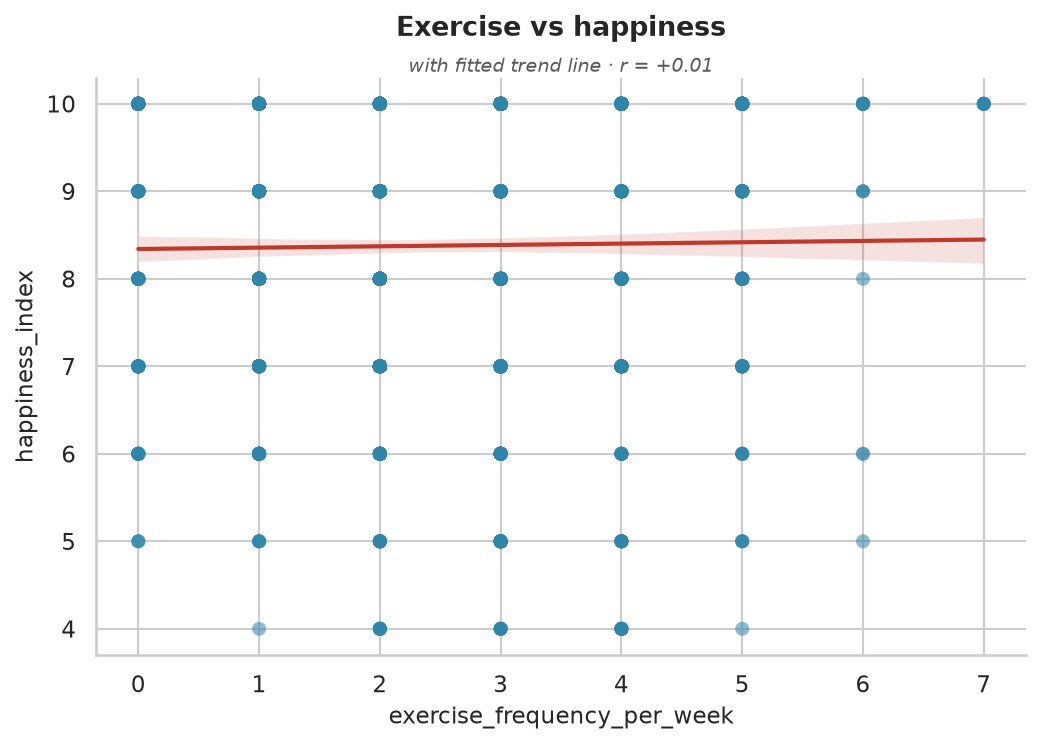 Exercise vs happiness
with fitted trend line · r = +0.01
happiness_index
10
9
8
7
6
5
4
0 1 2 3 4 5 6 7
exercise_frequency_per_week